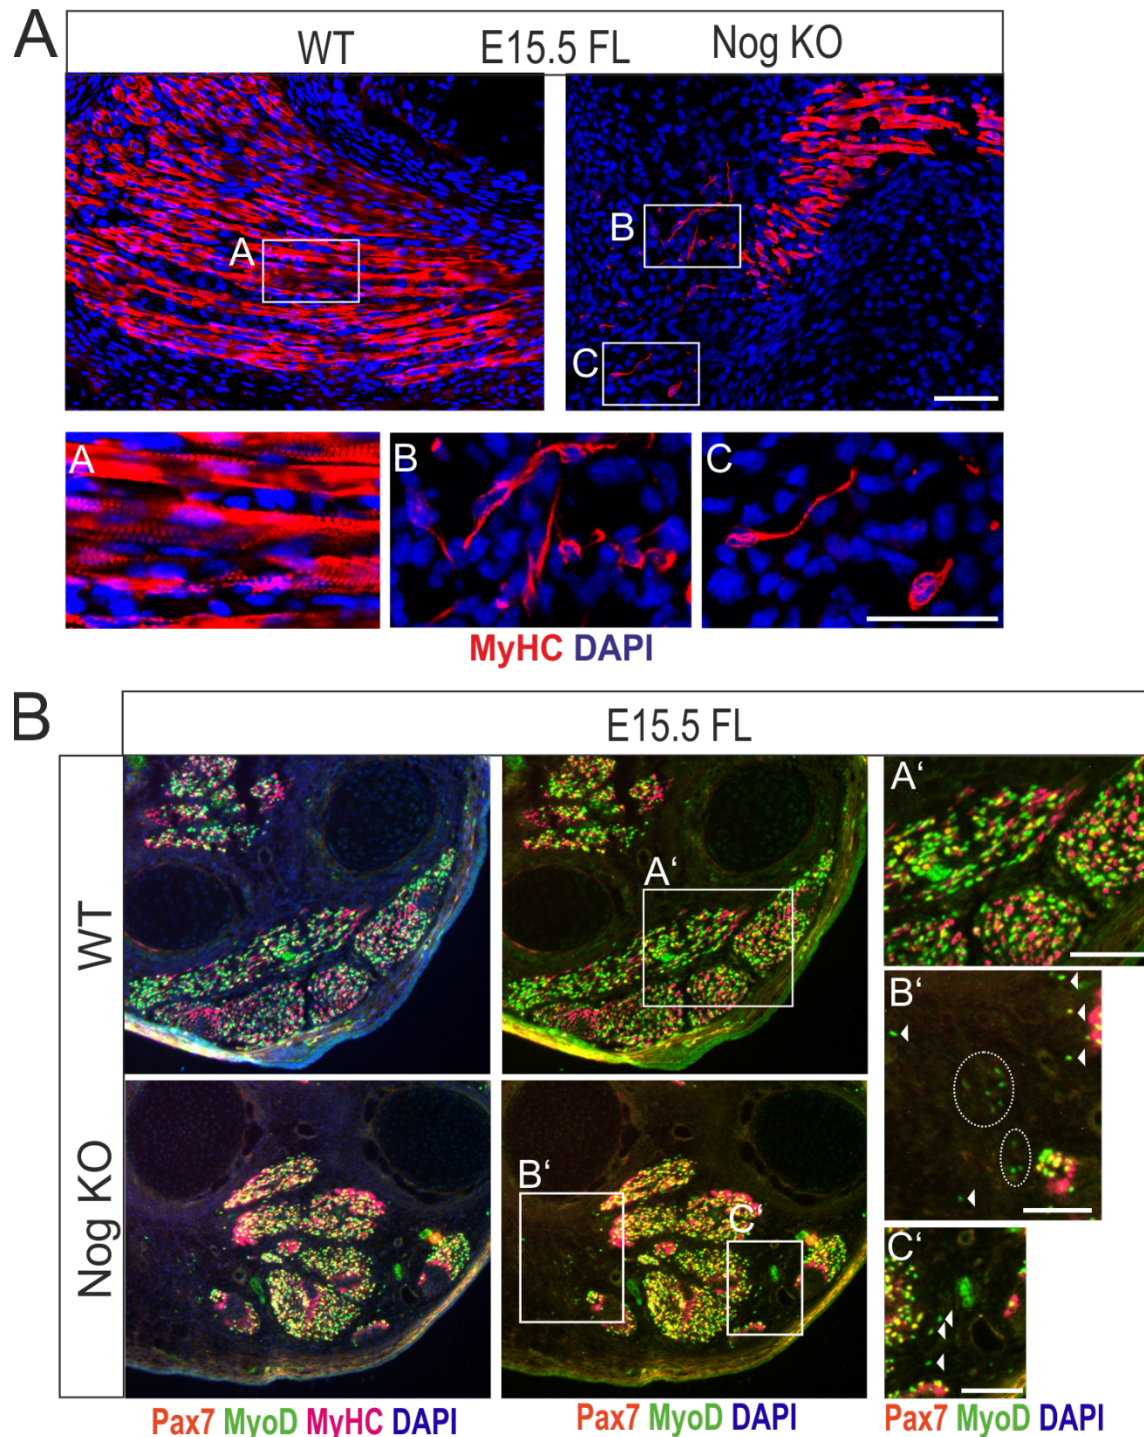 A
WT E15.5 FL Nog KO
A
B
C
A B C
MyHC DAPI
B
E15.5 FL
WT
A‘
A‘
B‘
Nog KO
B‘
C‘
C‘
Pax7 MyoD MyHC DAPI Pax7 MyoD DAPI Pax7 MyoD DAPI